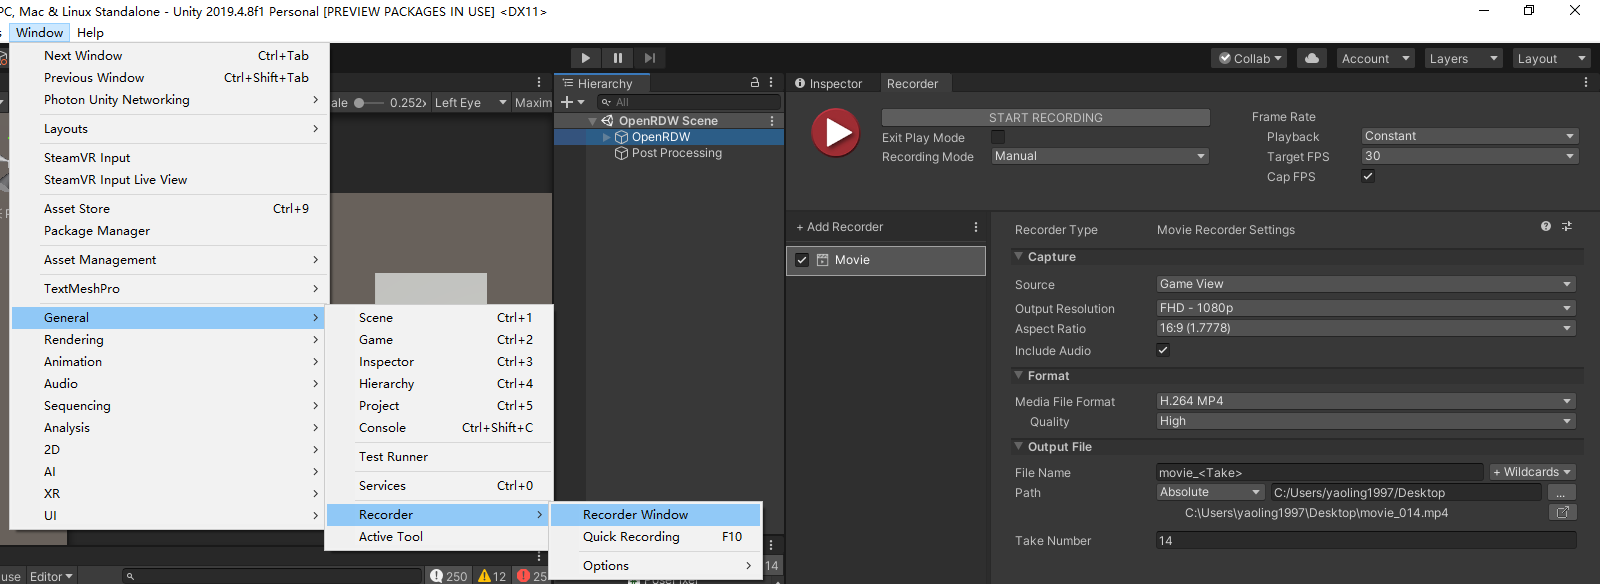 PC, Mac & Linux Standalone - Unity 2019.4.8f1 Personal [PREVIEW PACKAGES IN USE] <DX11>
Window Help
Next Window Ctrl+Tab
Previous Window Ctrl+Shift+Tab
Photon Unity Networking
Layouts
SteamVR Input
SteamVR Input Live View
Asset Store Ctrl+9
Package Manager
Asset Management
TextMeshPro
General
Rendering
Animation
Audio
Sequencing
Analysis
2D
AI
XR
UI
Scene Ctrl+1
Game Ctrl+2
Inspector Ctrl+3
Hierarchy Ctrl+4
Project Ctrl+5
Console Ctrl+Shift+C
Test Runner
Services Ctrl+0
Recorder
Active Tool
Recorder Window
Quick Recording F10
Options
Collab Account Layers Layout
ale 0.252x Left Eye Maxim
Hierarchy
All
OpenRDW Scene
OpenRDW
Post Processing
Inspector Recorder
START RECORDING
Exit Play Mode
Recording Mode Manual
Frame Rate
Playback Constant
Target FPS 30
Cap FPS
+ Add Recorder
Movie
Recorder Type Movie Recorder Settings
Capture
Source Game View
Output Resolution FHD - 1080p
Aspect Ratio 16:9 (1.7778)
Include Audio
Format
Media File Format H.264 MP4
Quality High
Output File
File Name movie_<Take> + Wildcards
Path Absolute C:/Users/yaoling1997/Desktop ...
C:\Users\yaoling1997\Desktop\movie_014.mp4
Take Number 14
use Editor 250 12 25
14